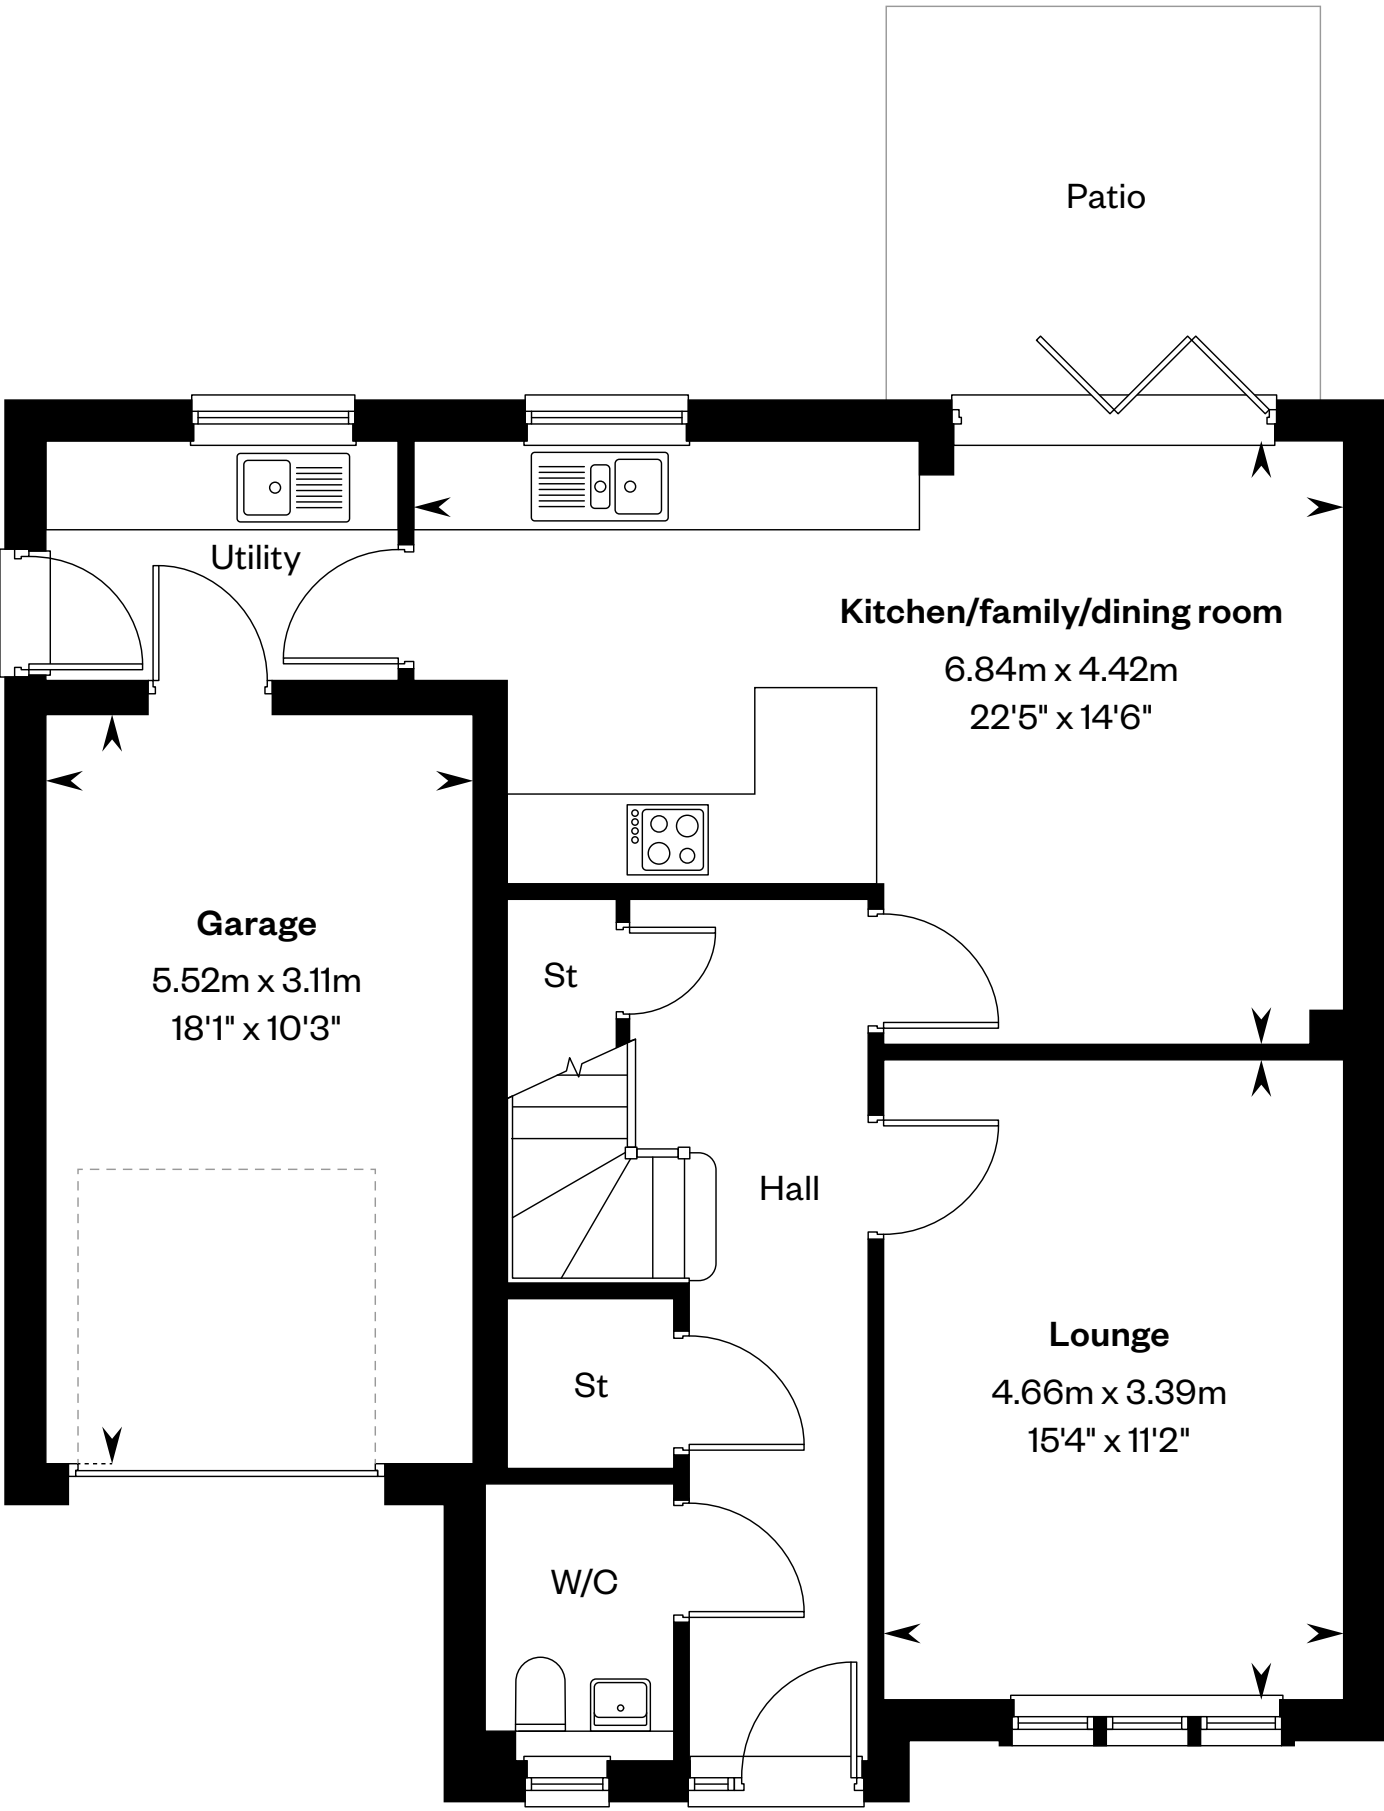 Patio
Utility
Kitchen/family/dining room
6.84m x 4.42m
22'5" x 14'6"
Garage
5.52m x 3.11m
18'1" x 10'3"
St
Hall
Lounge
4.66m x 3.39m
15'4" x 11'2"
St
W/C